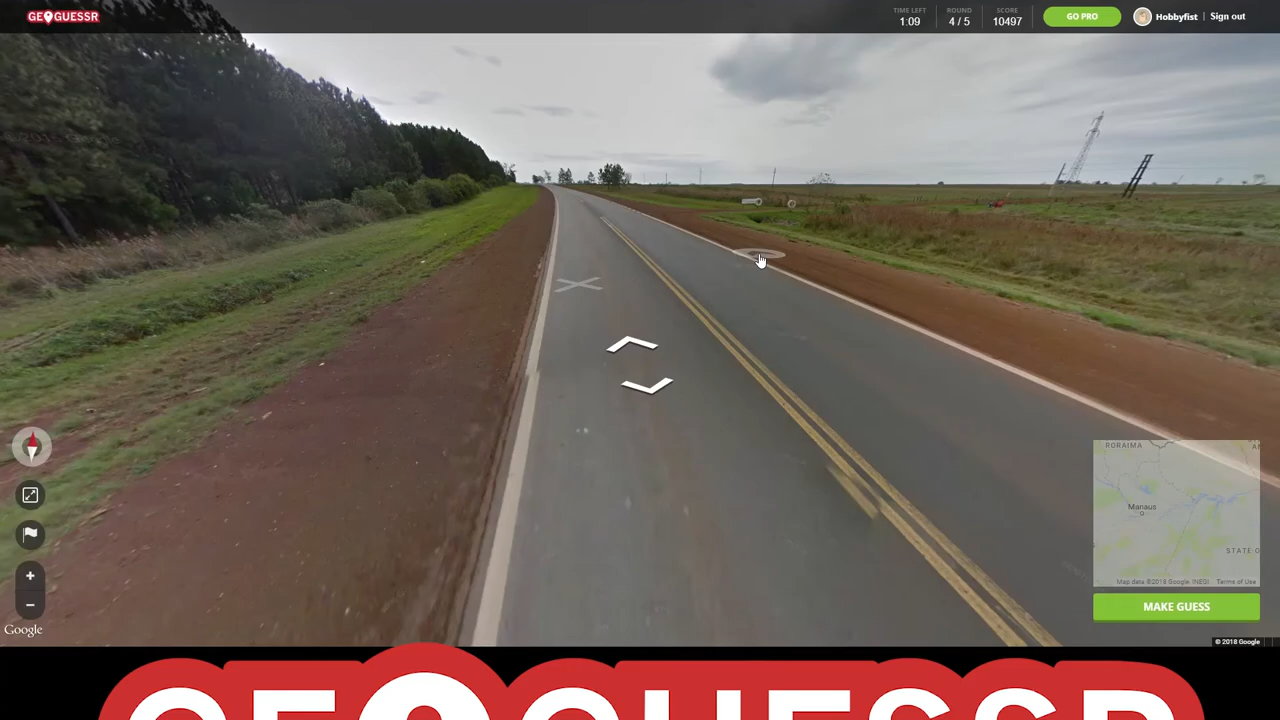 GEOGUESSR
TIME LEFT
1:09
ROUND
4 / 5
SCORE
10497
GO PRO
Hobbyfist | Sign out
RORAIMA
Manaus
STATE O
Map data ©2018 Google, INEGI Terms of Use
MAKE GUESS
Google
© 2018 Google
GEOGUESSR